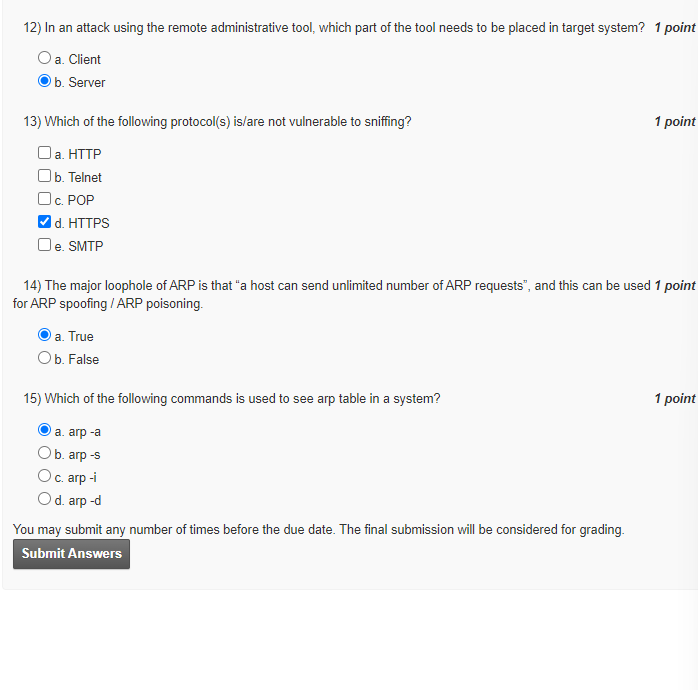 12) In an attack using the remote administrative tool, which part of the tool needs to be placed in target system? 1 point
a. Client
b. Server
13) Which of the following protocol(s) is/are not vulnerable to sniffing? 1 point
a. HTTP
b. Telnet
c. POP
d. HTTPS
e. SMTP
14) The major loophole of ARP is that “a host can send unlimited number of ARP requests”, and this can be used 1 point
for ARP spoofing / ARP poisoning.
a. True
b. False
15) Which of the following commands is used to see arp table in a system? 1 point
a. arp -a
b. arp -s
c. arp -i
d. arp -d
You may submit any number of times before the due date. The final submission will be considered for grading.
Submit Answers